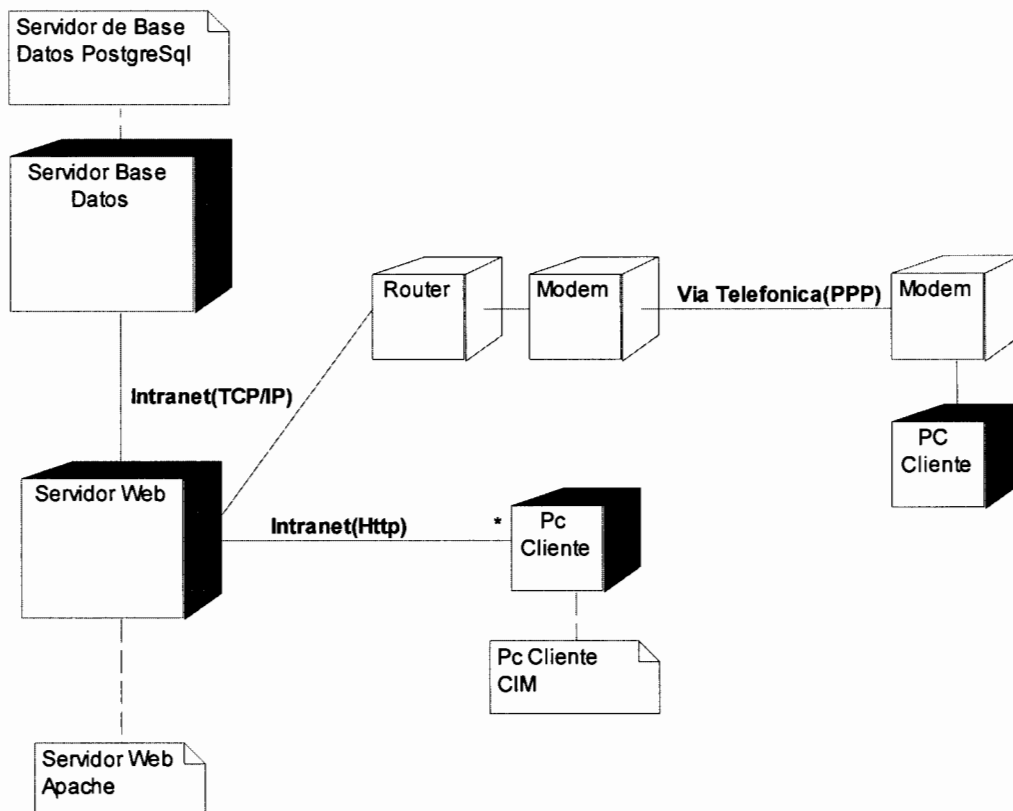 Servidor de Base
Datos PostgreSql
Servidor Base
Datos
Router
Modem
Via Telefonica(PPP)
Modem
Intranet(TCP/IP)
PC
Cliente
Servidor Web
Intranet(Http)
*
Pc
Cliente
Pc Cliente
CIM
Servidor Web
Apache